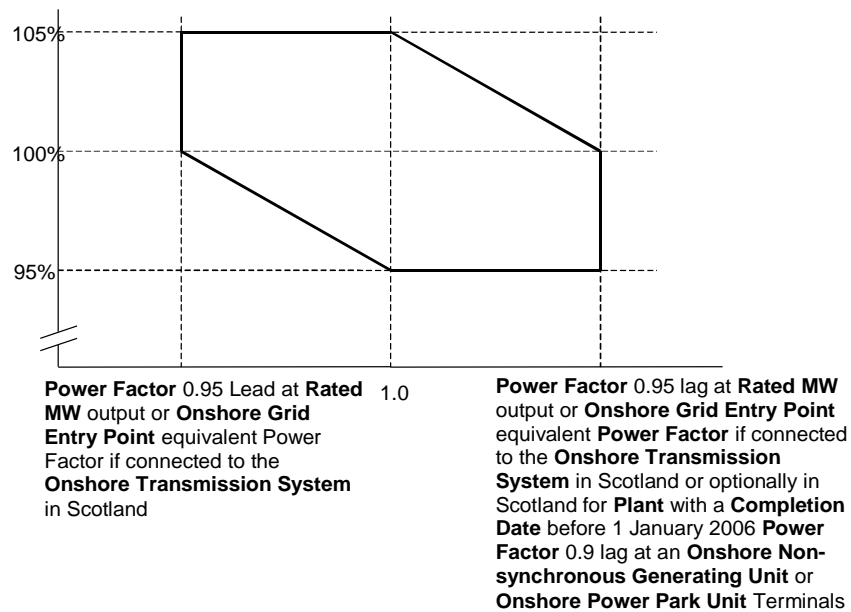 105%
100%
95%
Power Factor 0.95 Lead at Rated
MW output or Onshore Grid
Entry Point equivalent Power
Factor if connected to the
Onshore Transmission System
in Scotland
1.0
Power Factor 0.95 lag at Rated MW
output or Onshore Grid Entry Point
equivalent Power Factor if connected
to the Onshore Transmission
System in Scotland or optionally in
Scotland for Plant with a Completion
Date before 1 January 2006 Power
Factor 0.9 lag at an Onshore Non-
synchronous Generating Unit or
Onshore Power Park Unit Terminals